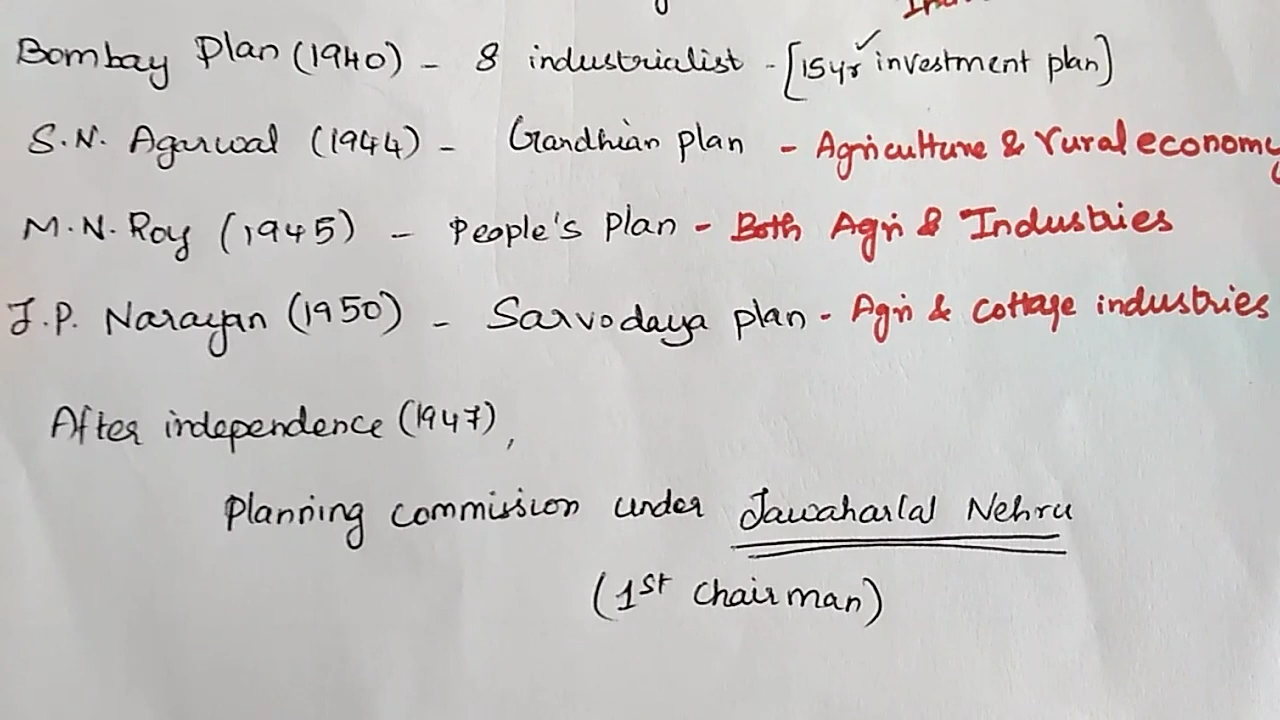 Bombay Plan (1940) - 8 industrialist - [15yr investment plan]
S.N. Agarwal (1944) - Gandhian plan - Agriculture & rural economy
M.N. Roy (1945) - People's plan - Both Agri & Industries
J.P. Narayan (1950) - Sarvodaya plan - Agri & cottage industries
After independence (1947),
Planning commission under Jawaharlal Nehru
(1st chairman)